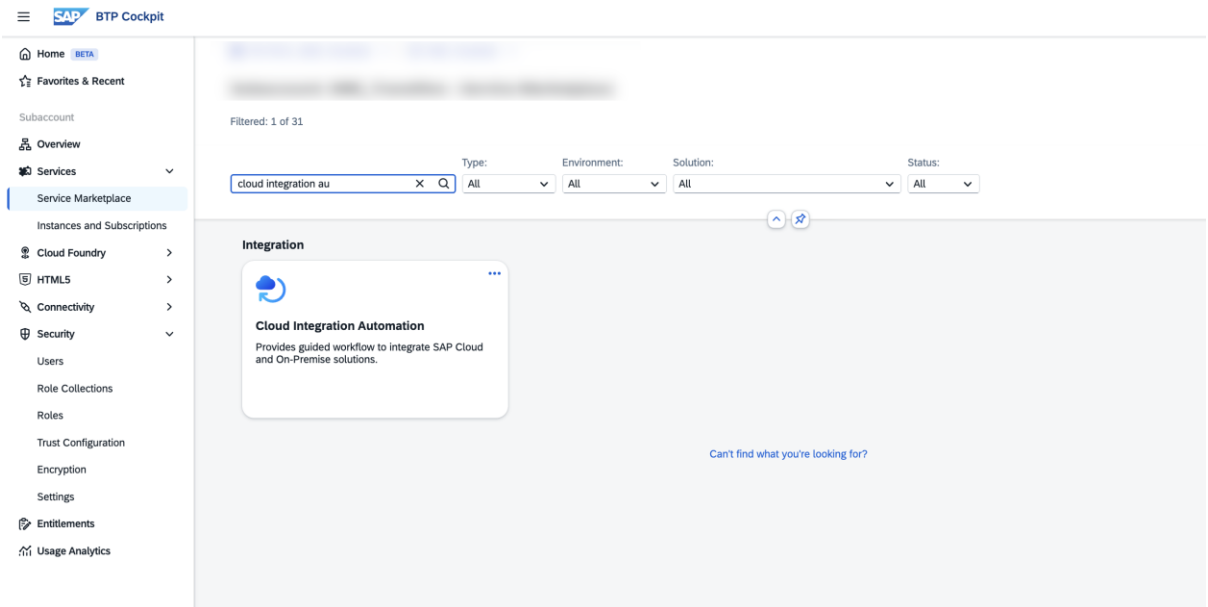 SAP BTP Cockpit
Home BETA
Favorites & Recent
Subaccount
Overview
Services
Service Marketplace
Instances and Subscriptions
Cloud Foundry
HTML5
Connectivity
Security
Users
Role Collections
Roles
Trust Configuration
Encryption
Settings
Entitlements
Usage Analytics
Filtered: 1 of 31
Type: Environment: Solution: Status:
cloud integration au All All All All
Integration
Cloud Integration Automation
Provides guided workflow to integrate SAP Cloud
and On-Premise solutions.
Can't find what you're looking for?